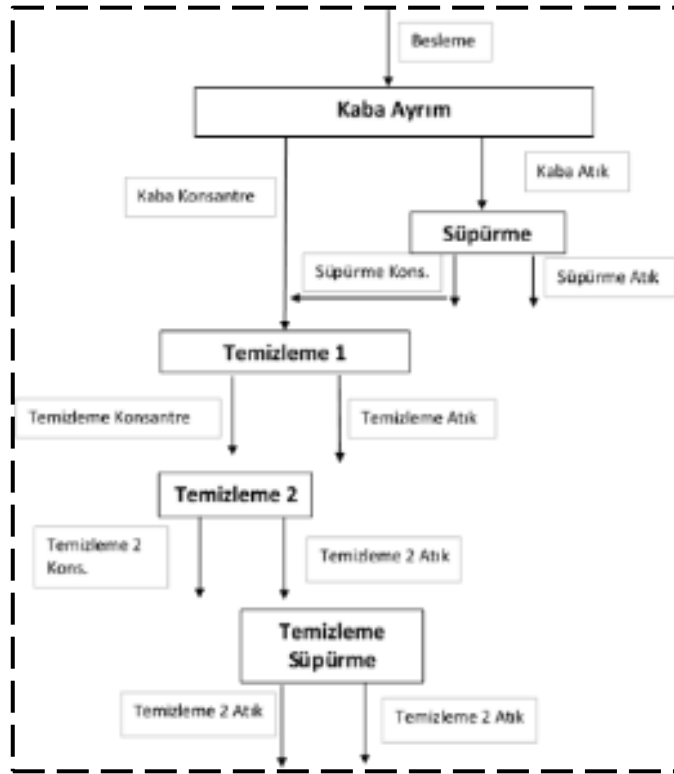 Besleme
Kaba Ayrım
Kaba Atık
Kaba Konsantre
Süpürme
Süpürme Kons.
Süpürme Atık
Temizleme 1
Temizleme Konsantre
Temizleme Atık
Temizleme 2
Temizleme 2
Kons.
Temizleme 2 Atık
Temizleme
Süpürme
Temizleme 2 Atık
Temizleme 2 Atık